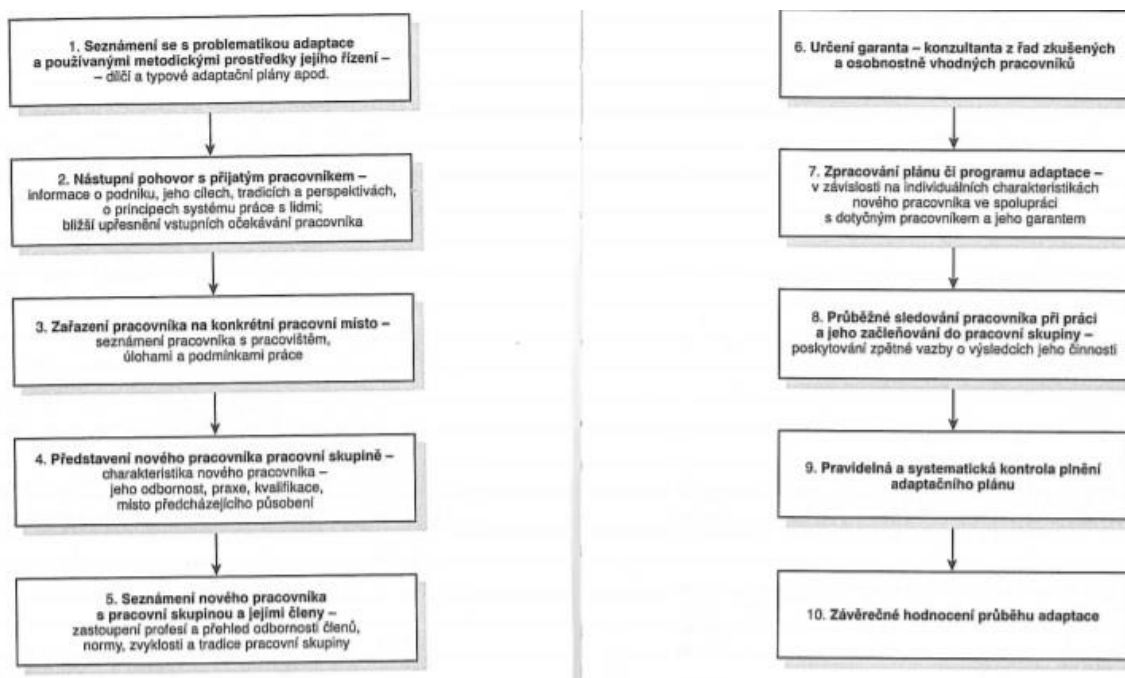 1. Seznámení se s problematikou adaptace
a používanými metodickými prostředky jejího řízení –
– dílčí a typové adaptační plány apod.
2. Nástupní pohovor s přijatým pracovníkem –
informace o podniku, jeho cílech, tradicích a perspektivách,
o principech systému práce s lidmi;
bližší upřesnění vstupních očekávání pracovníka
3. Zařazení pracovníka na konkrétní pracovní místo –
seznámení pracovníka s pracovištěm,
úlohami a podmínkami práce
4. Představení nového pracovníka pracovní skupině –
charakteristika nového pracovníka –
jeho odbornost, praxe, kvalifikace,
místo předcházejícího působení
5. Seznámení nového pracovníka
s pracovní skupinou a jejími členy –
zastoupení profesí a přehled odborností členů,
normy, zvyklosti a tradice pracovní skupiny
6. Určení garanta – konzultanta z řad zkušených
a osobnostně vhodných pracovníků
7. Zpracování plánu či programu adaptace –
v závislosti na individuálních charakteristikách
nového pracovníka ve spolupráci
s dotyčným pracovníkem a jeho garantem
8. Průběžné sledování pracovníka při práci
a jeho začleňování do pracovní skupiny –
poskytování zpětné vazby o výsledcích jeho činnosti
9. Pravidelná a systematická kontrola plnění
adaptačního plánu
10. Závěrečné hodnocení průběhu adaptace